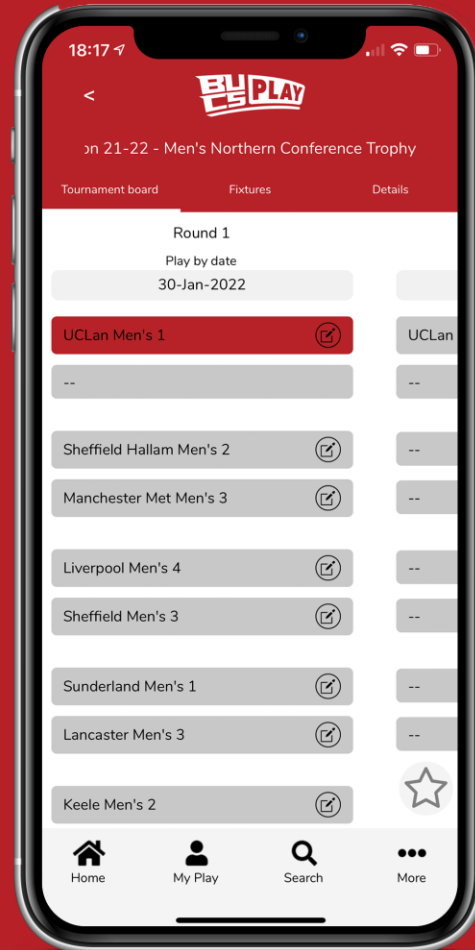 18:17
<
BUCS PLAY
on 21-22 - Men's Northern Conference Trophy
Tournament board Fixtures Details
Round 1
Play by date
30-Jan-2022
UCLan Men's 1 UCLan
-- --
Sheffield Hallam Men's 2 --
Manchester Met Men's 3 --
Liverpool Men's 4 --
Sheffield Men's 3 --
Sunderland Men's 1 --
Lancaster Men's 3 --
Keele Men's 2
Home My Play Search More